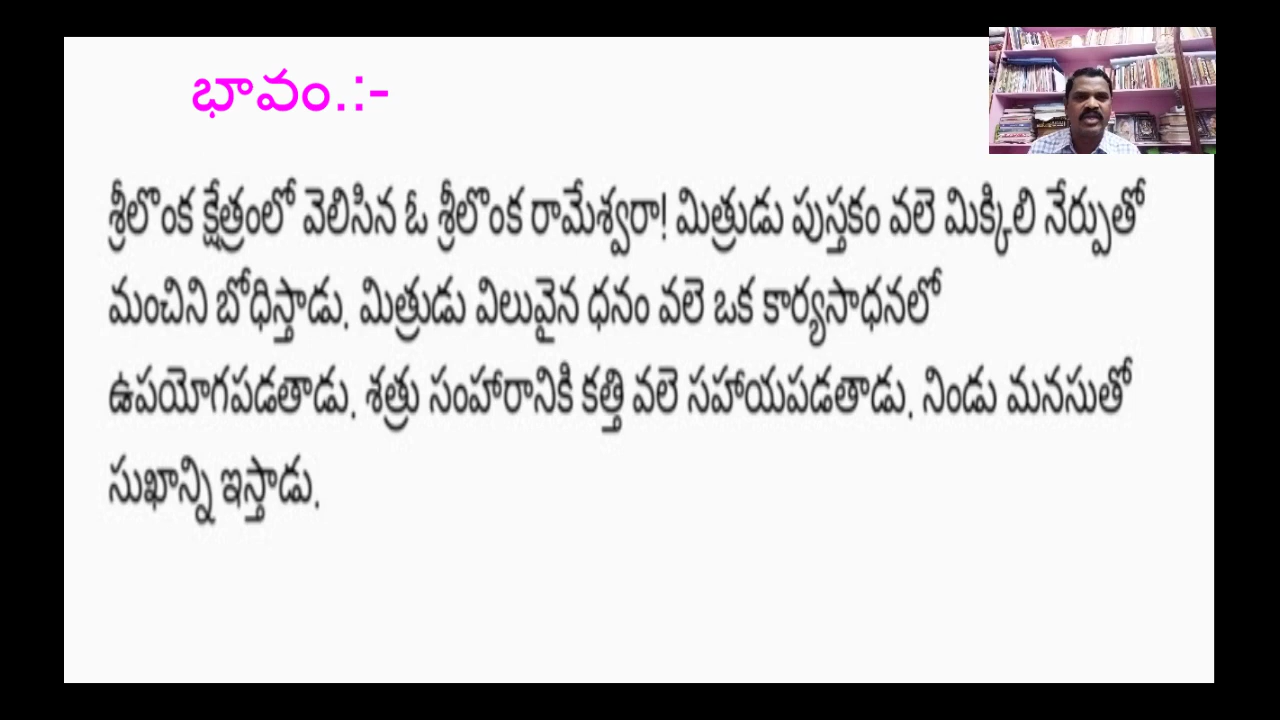 భావం.:-
శ్రీలొంక క్షేత్రంలో వెలిసిన ఓ శ్రీలొంక రామేశ్వరా! మిత్రుడు పుస్తకం వలె మిక్కిలి నేర్పుతో
మంచిని బోధిస్తాడు. మిత్రుడు విలువైన ధనం వలె ఒక కార్యసాధనలో
ఉపయోగపడతాడు. శత్రు సంహారానికి కత్తి వలె సహాయపడతాడు. నిండు మనసుతో
సుఖాన్ని ఇస్తాడు.